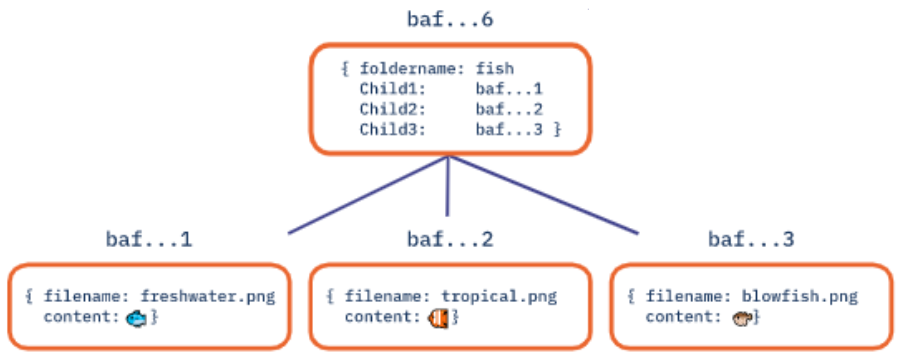 baf...6
{ foldername: fish
Child1: baf...1
Child2: baf...2
Child3: baf...3 }
baf...1
baf...2
baf...3
{ filename: freshwater.png
content: }
{ filename: tropical.png
content: }
{ filename: blowfish.png
content: }